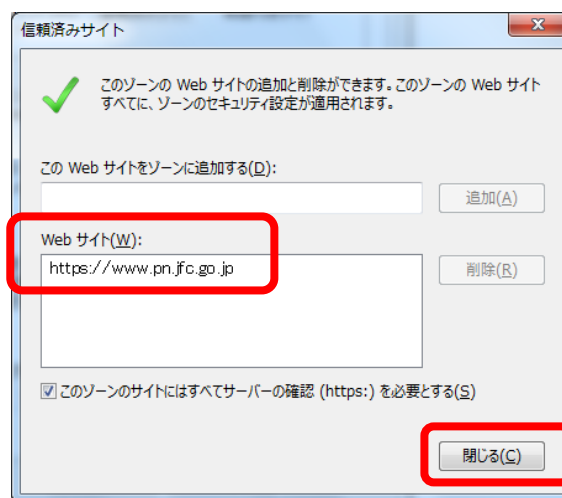 信頼済みサイト
このゾーンの Web サイトの追加と削除ができます。このゾーンの Web サイト
すべてに、ゾーンのセキュリティ設定が適用されます。
この Web サイトをゾーンに追加する(D):
追加(A)
Web サイト(W):
https://www.pn.jfc.go.jp
削除(R)
このゾーンのサイトにはすべてサーバーの確認 (https:) を必要とする(S)
閉じる(C)